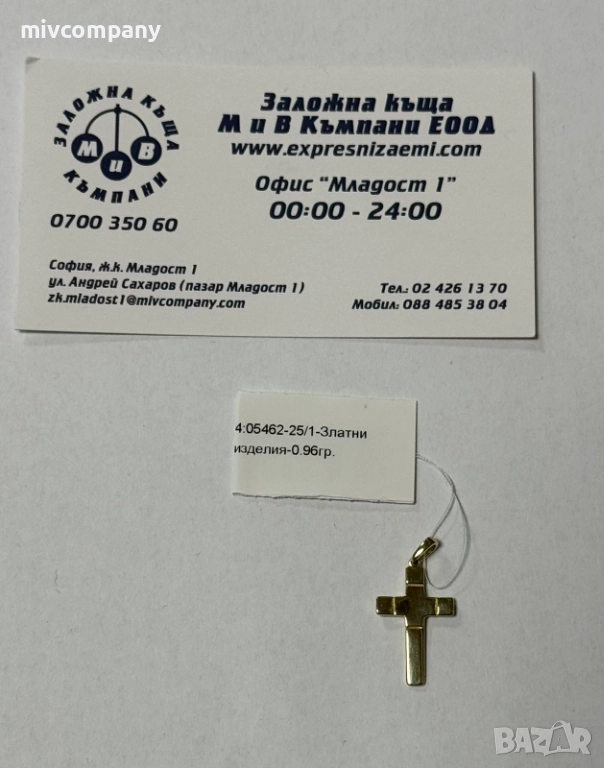 mivcompany
ЗАЛОЖНА КЪЩА
М и В
КЪМПАНИ
0700 350 60
Заложна къща
М и В Къмпани ЕООД
www.expresnizaemi.com
Офис "Младост 1"
00:00 - 24:00
София, ж.к. Младост 1
ул. Андрей Сахаров (пазар Младост 1)
zk.mladost1@mivcompany.com
Тел.: 02 426 13 70
Мобил.: 088 485 38 04
4:05462-25/1-Златни
изделия-0.96гр.
BAZAR